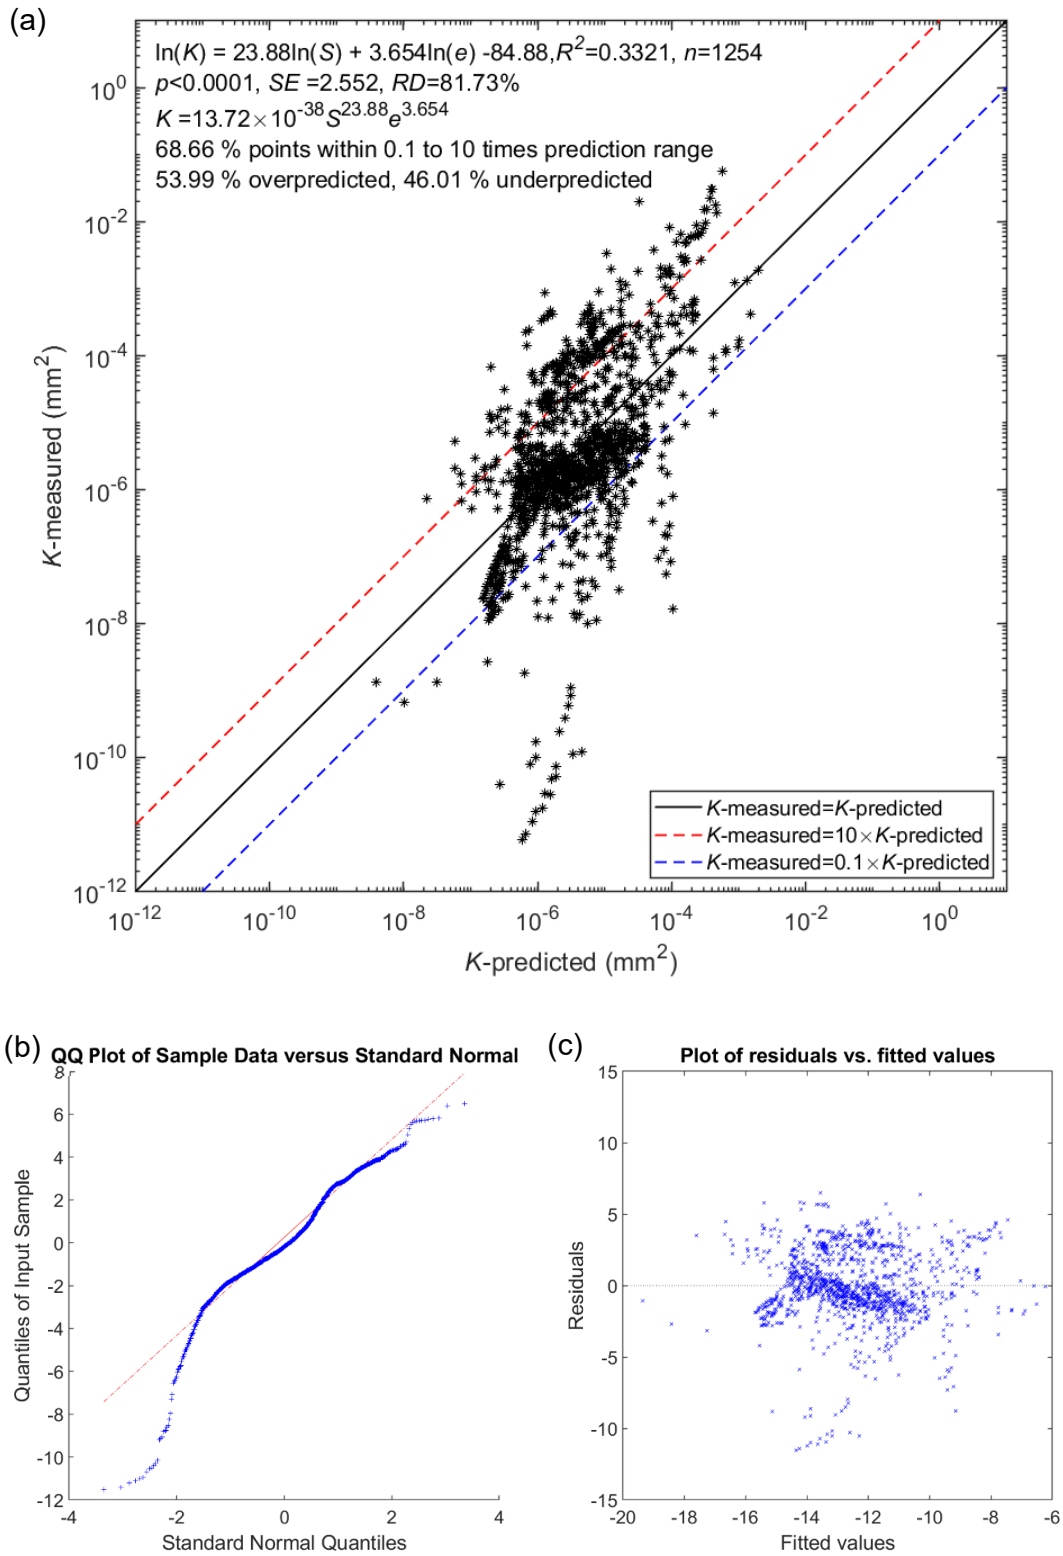 (a)
ln(K) = 23.88ln(S) + 3.654ln(e) -84.88,R²=0.3321, n=1254
p<0.0001, SE =2.552, RD=81.73%
K =13.72×10⁻³⁸S²³·⁸⁸e³·⁶⁵⁴
68.66 % points within 0.1 to 10 times prediction range
53.99 % overpredicted, 46.01 % underpredicted
10⁰
10⁻²
10⁻⁴
10⁻⁶
10⁻⁸
10⁻¹⁰
10⁻¹²
K-measured (mm²)
K-measured=K-predicted
K-measured=10×K-predicted
K-measured=0.1×K-predicted
10⁻¹² 10⁻¹⁰ 10⁻⁸ 10⁻⁶ 10⁻⁴ 10⁻² 10⁰
K-predicted (mm²)
(b)
QQ Plot of Sample Data versus Standard Normal
8
6
4
2
0
-2
-4
-6
-8
-10
-12
Quantiles of Input Sample
-4 -2 0 2 4
Standard Normal Quantiles
(c)
Plot of residuals vs. fitted values
15
10
5
0
-5
-10
-15
Residuals
-20 -18 -16 -14 -12 -10 -8 -6
Fitted values